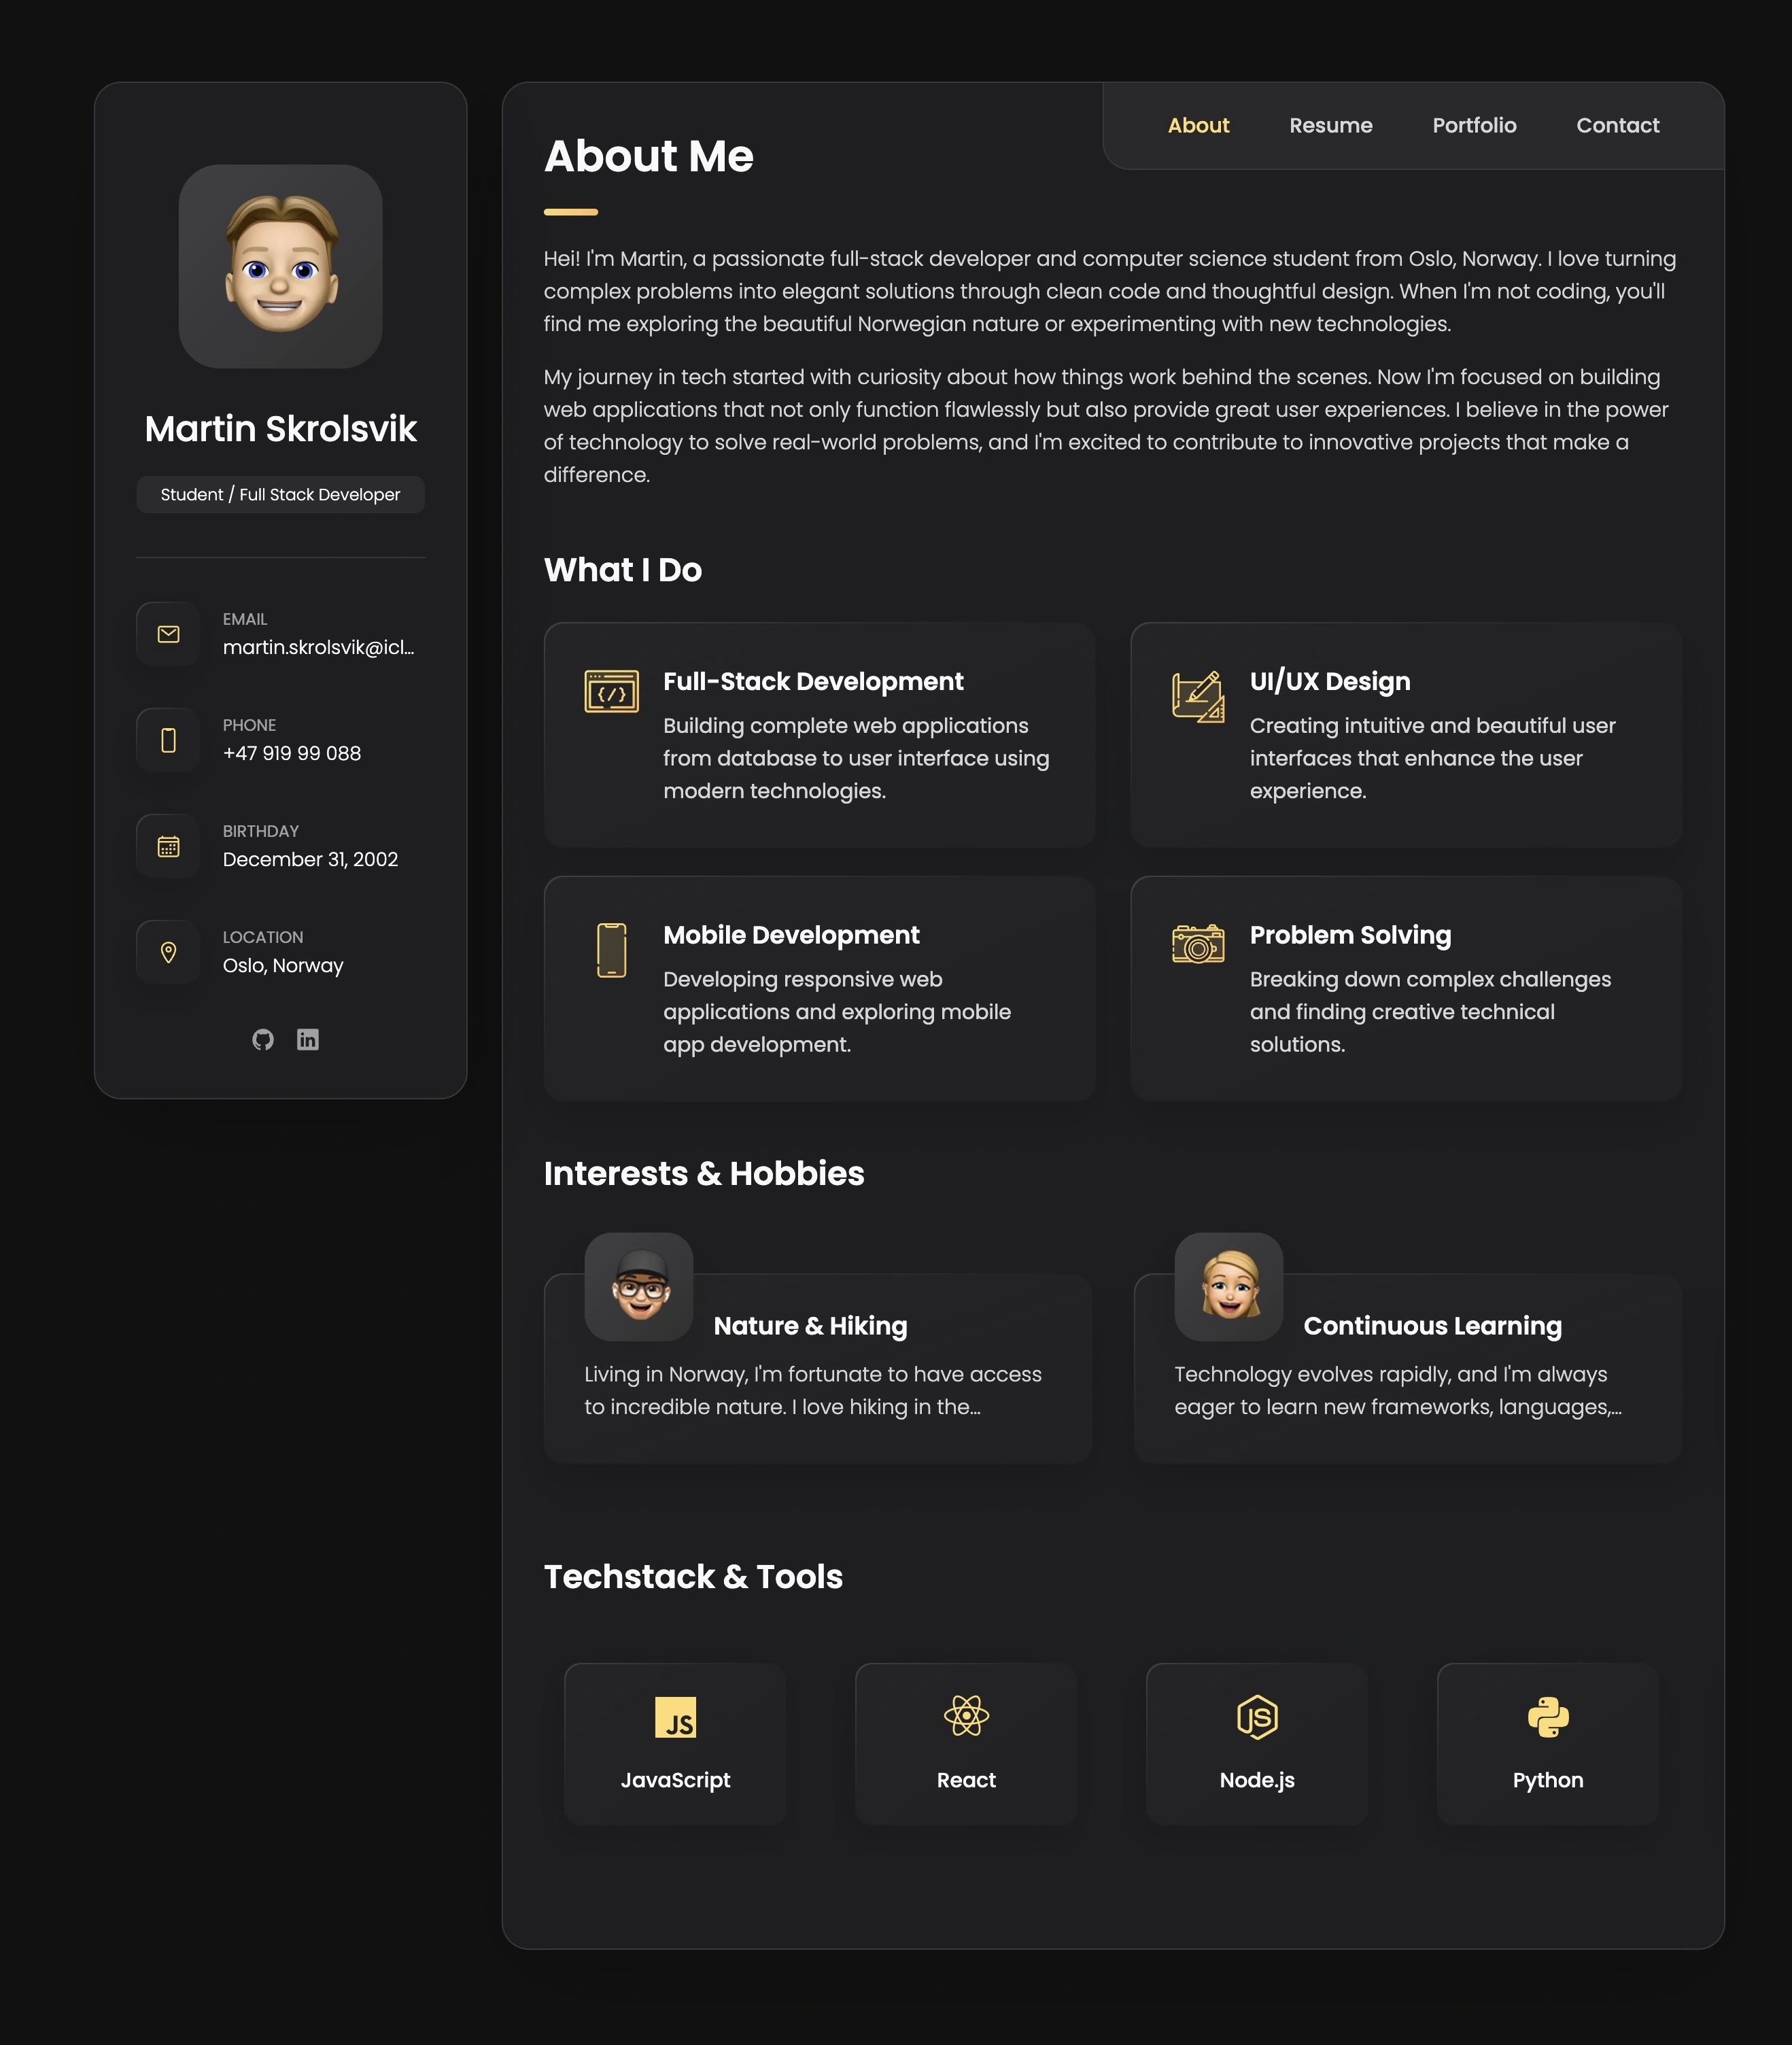 Martin Skrolsvik
Student / Full Stack Developer
EMAIL
martin.skrolsvik@icl...
PHONE
+47 919 99 088
BIRTHDAY
December 31, 2002
LOCATION
Oslo, Norway
About
Resume
Portfolio
Contact
About Me
Hei! I'm Martin, a passionate full-stack developer and computer science student from Oslo, Norway. I love turning
complex problems into elegant solutions through clean code and thoughtful design. When I'm not coding, you'll
find me exploring the beautiful Norwegian nature or experimenting with new technologies.
My journey in tech started with curiosity about how things work behind the scenes. Now I'm focused on building
web applications that not only function flawlessly but also provide great user experiences. I believe in the power
of technology to solve real-world problems, and I'm excited to contribute to innovative projects that make a
difference.
What I Do
Full-Stack Development
Building complete web applications
from database to user interface using
modern technologies.
UI/UX Design
Creating intuitive and beautiful user
interfaces that enhance the user
experience.
Mobile Development
Developing responsive web
applications and exploring mobile
app development.
Problem Solving
Breaking down complex challenges
and finding creative technical
solutions.
Interests & Hobbies
Nature & Hiking
Living in Norway, I'm fortunate to have access
to incredible nature. I love hiking in the...
Continuous Learning
Technology evolves rapidly, and I'm always
eager to learn new frameworks, languages,...
Techstack & Tools
JS
JavaScript
React
JS
Node.js
Python